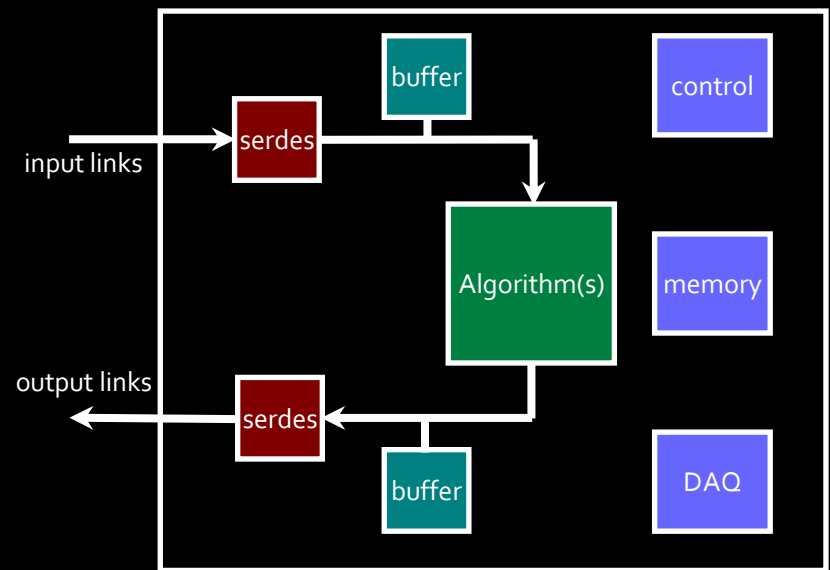 buffer
control
serdes
input links
Algorithm(s)
memory
output links
serdes
buffer
DAQ